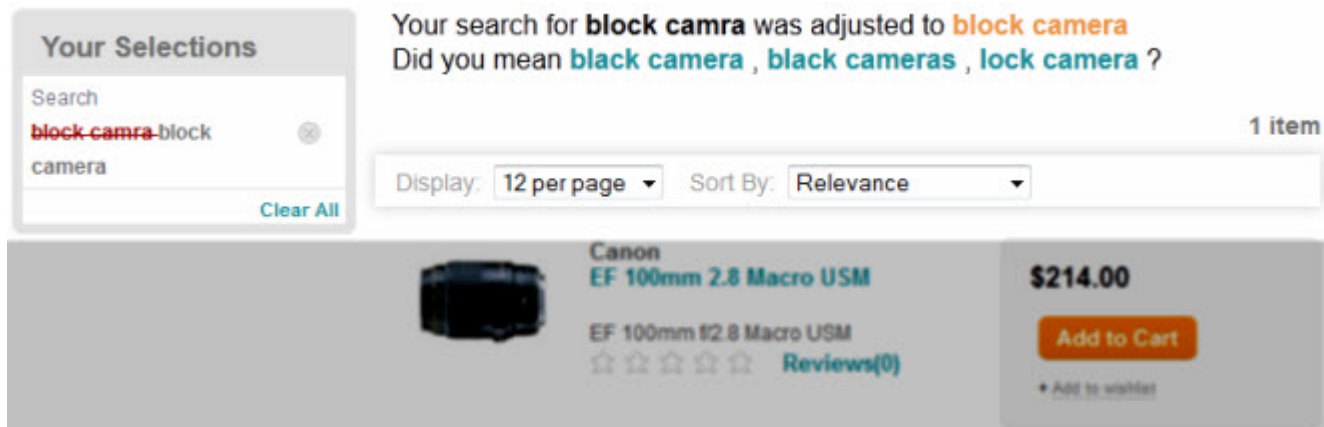 Your Selections
Search
block camra block
camera
Clear All
Your search for block camra was adjusted to block camera
Did you mean black camera , black cameras , lock camera ?
1 item
Display: 12 per page Sort By: Relevance
Canon
EF 100mm 2.8 Macro USM
EF 100mm f/2.8 Macro USM
Reviews(0)
$214.00
Add to Cart
+ Add to wishlist